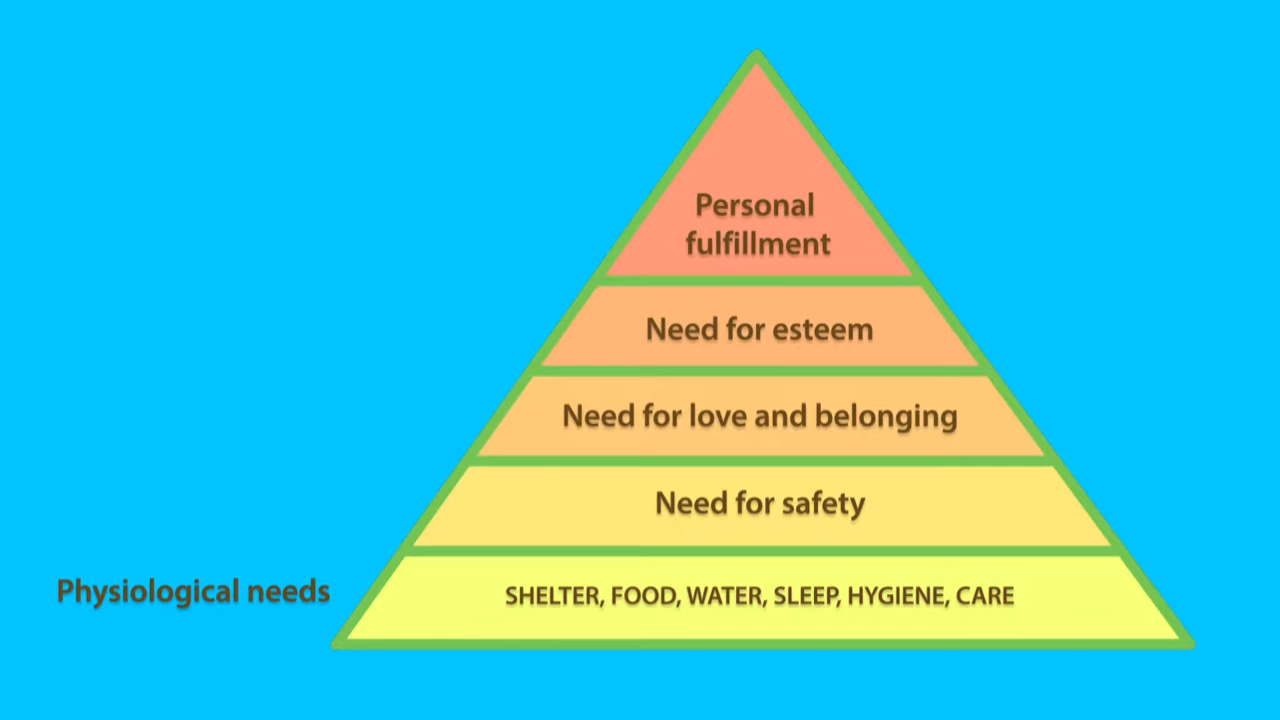 Personal
fulfillment
Need for esteem
Need for love and belonging
Need for safety
Physiological needs
SHELTER, FOOD, WATER, SLEEP, HYGIENE, CARE